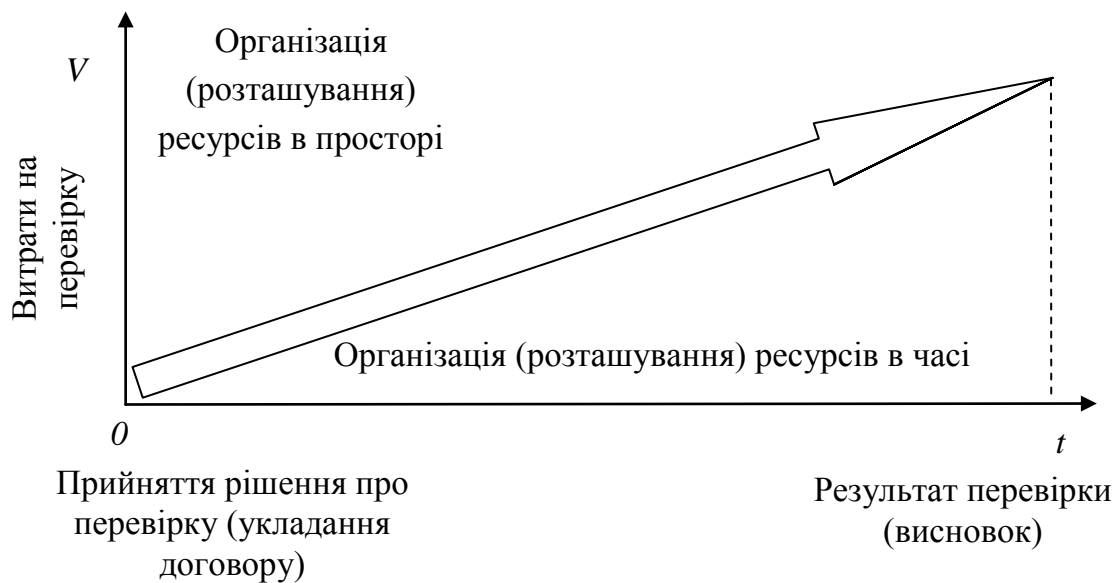 Організація
(розташування)
ресурсів в просторі
V
Витрати на
перевірку
Організація (розташування) ресурсів в часі
0
t
Прийняття рішення про
перевірку (укладання
договору)
Результат перевірки
(висновок)